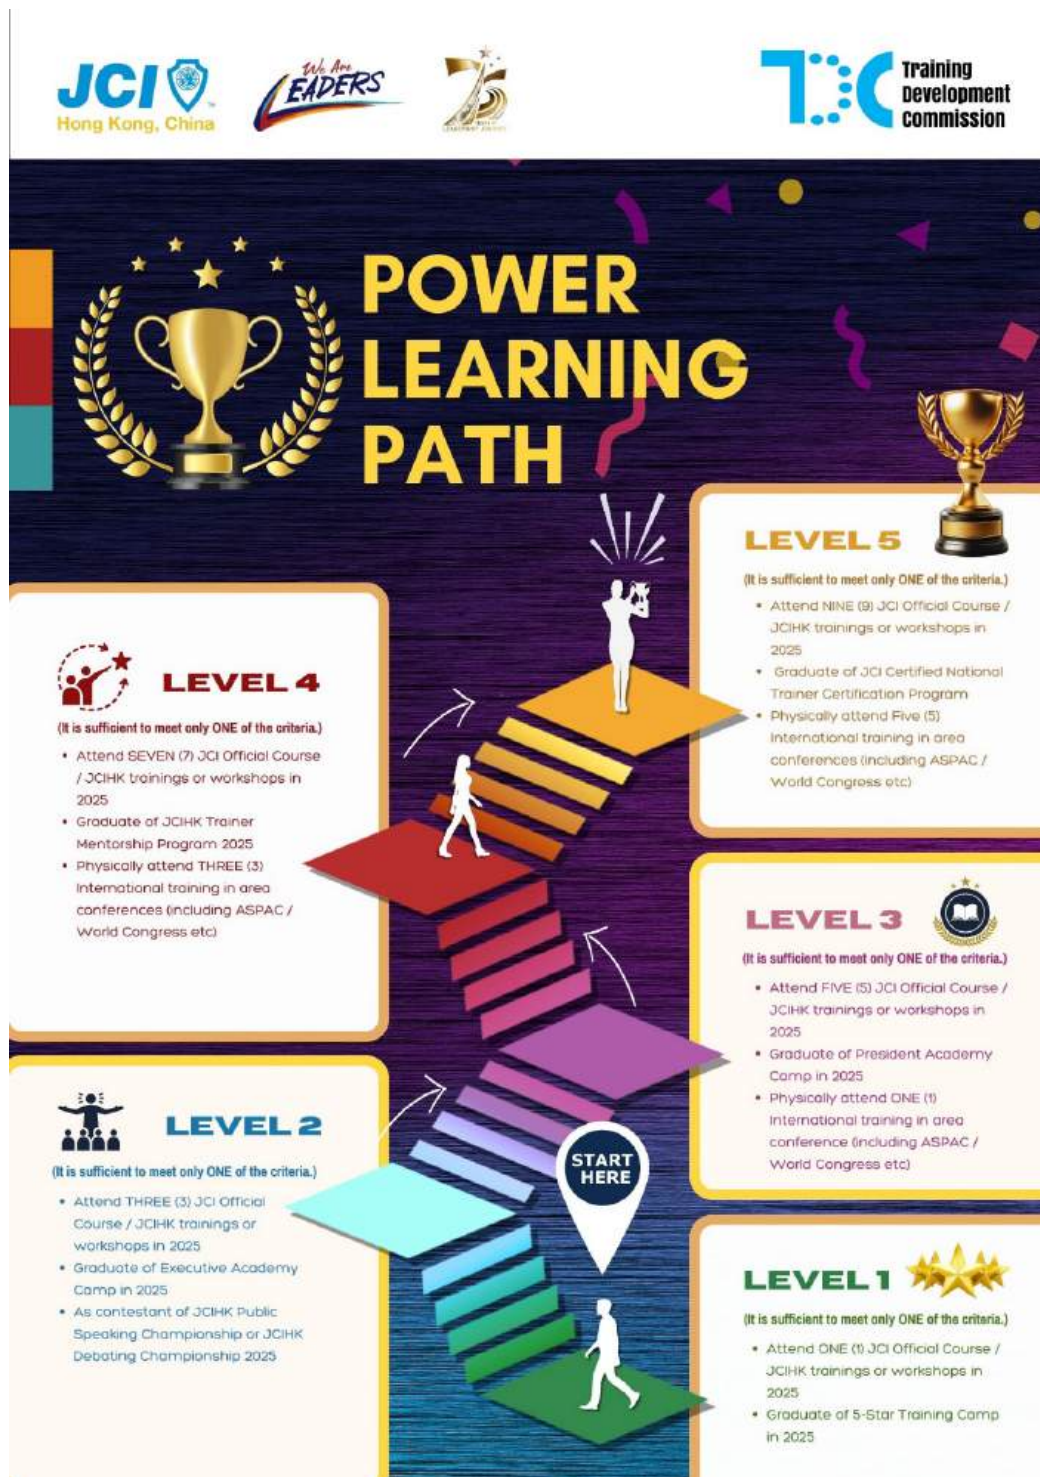 JCI
Hong Kong, China
We Are
LEADERS
75
TDC
Training
Development
Commission
POWER
LEARNING
PATH
LEVEL 5
(It is sufficient to meet only ONE of the criteria.)
• Attend NINE (9) JCI Official Course /
JCIHK trainings or workshops in
2025
• Graduate of JCI Certified National
Trainer Certification Program
• Physically attend Five (5)
International training in area
conferences (including ASPAC /
World Congress etc)
LEVEL 4
(It is sufficient to meet only ONE of the criteria.)
• Attend SEVEN (7) JCI Official Course
/ JCIHK trainings or workshops in
2025
• Graduate of JCIHK Trainer
Mentorship Program 2025
• Physically attend THREE (3)
International training in area
conferences (including ASPAC /
World Congress etc)
LEVEL 3
(It is sufficient to meet only ONE of the criteria.)
• Attend FIVE (5) JCI Official Course /
JCIHK trainings or workshops in
2025
• Graduate of President Academy
Camp in 2025
• Physically attend ONE (1)
International training in area
conference (including ASPAC /
World Congress etc)
LEVEL 2
(It is sufficient to meet only ONE of the criteria.)
• Attend THREE (3) JCI Official
Course / JCIHK trainings or
workshops in 2025
• Graduate of Executive Academy
Camp in 2025
• As contestant of JCIHK Public
Speaking Championship or JCIHK
Debating Championship 2025
START
HERE
LEVEL 1
(It is sufficient to meet only ONE of the criteria.)
• Attend ONE (1) JCI Official Course /
JCIHK trainings or workshops in
2025
• Graduate of 5-Star Training Camp
in 2025